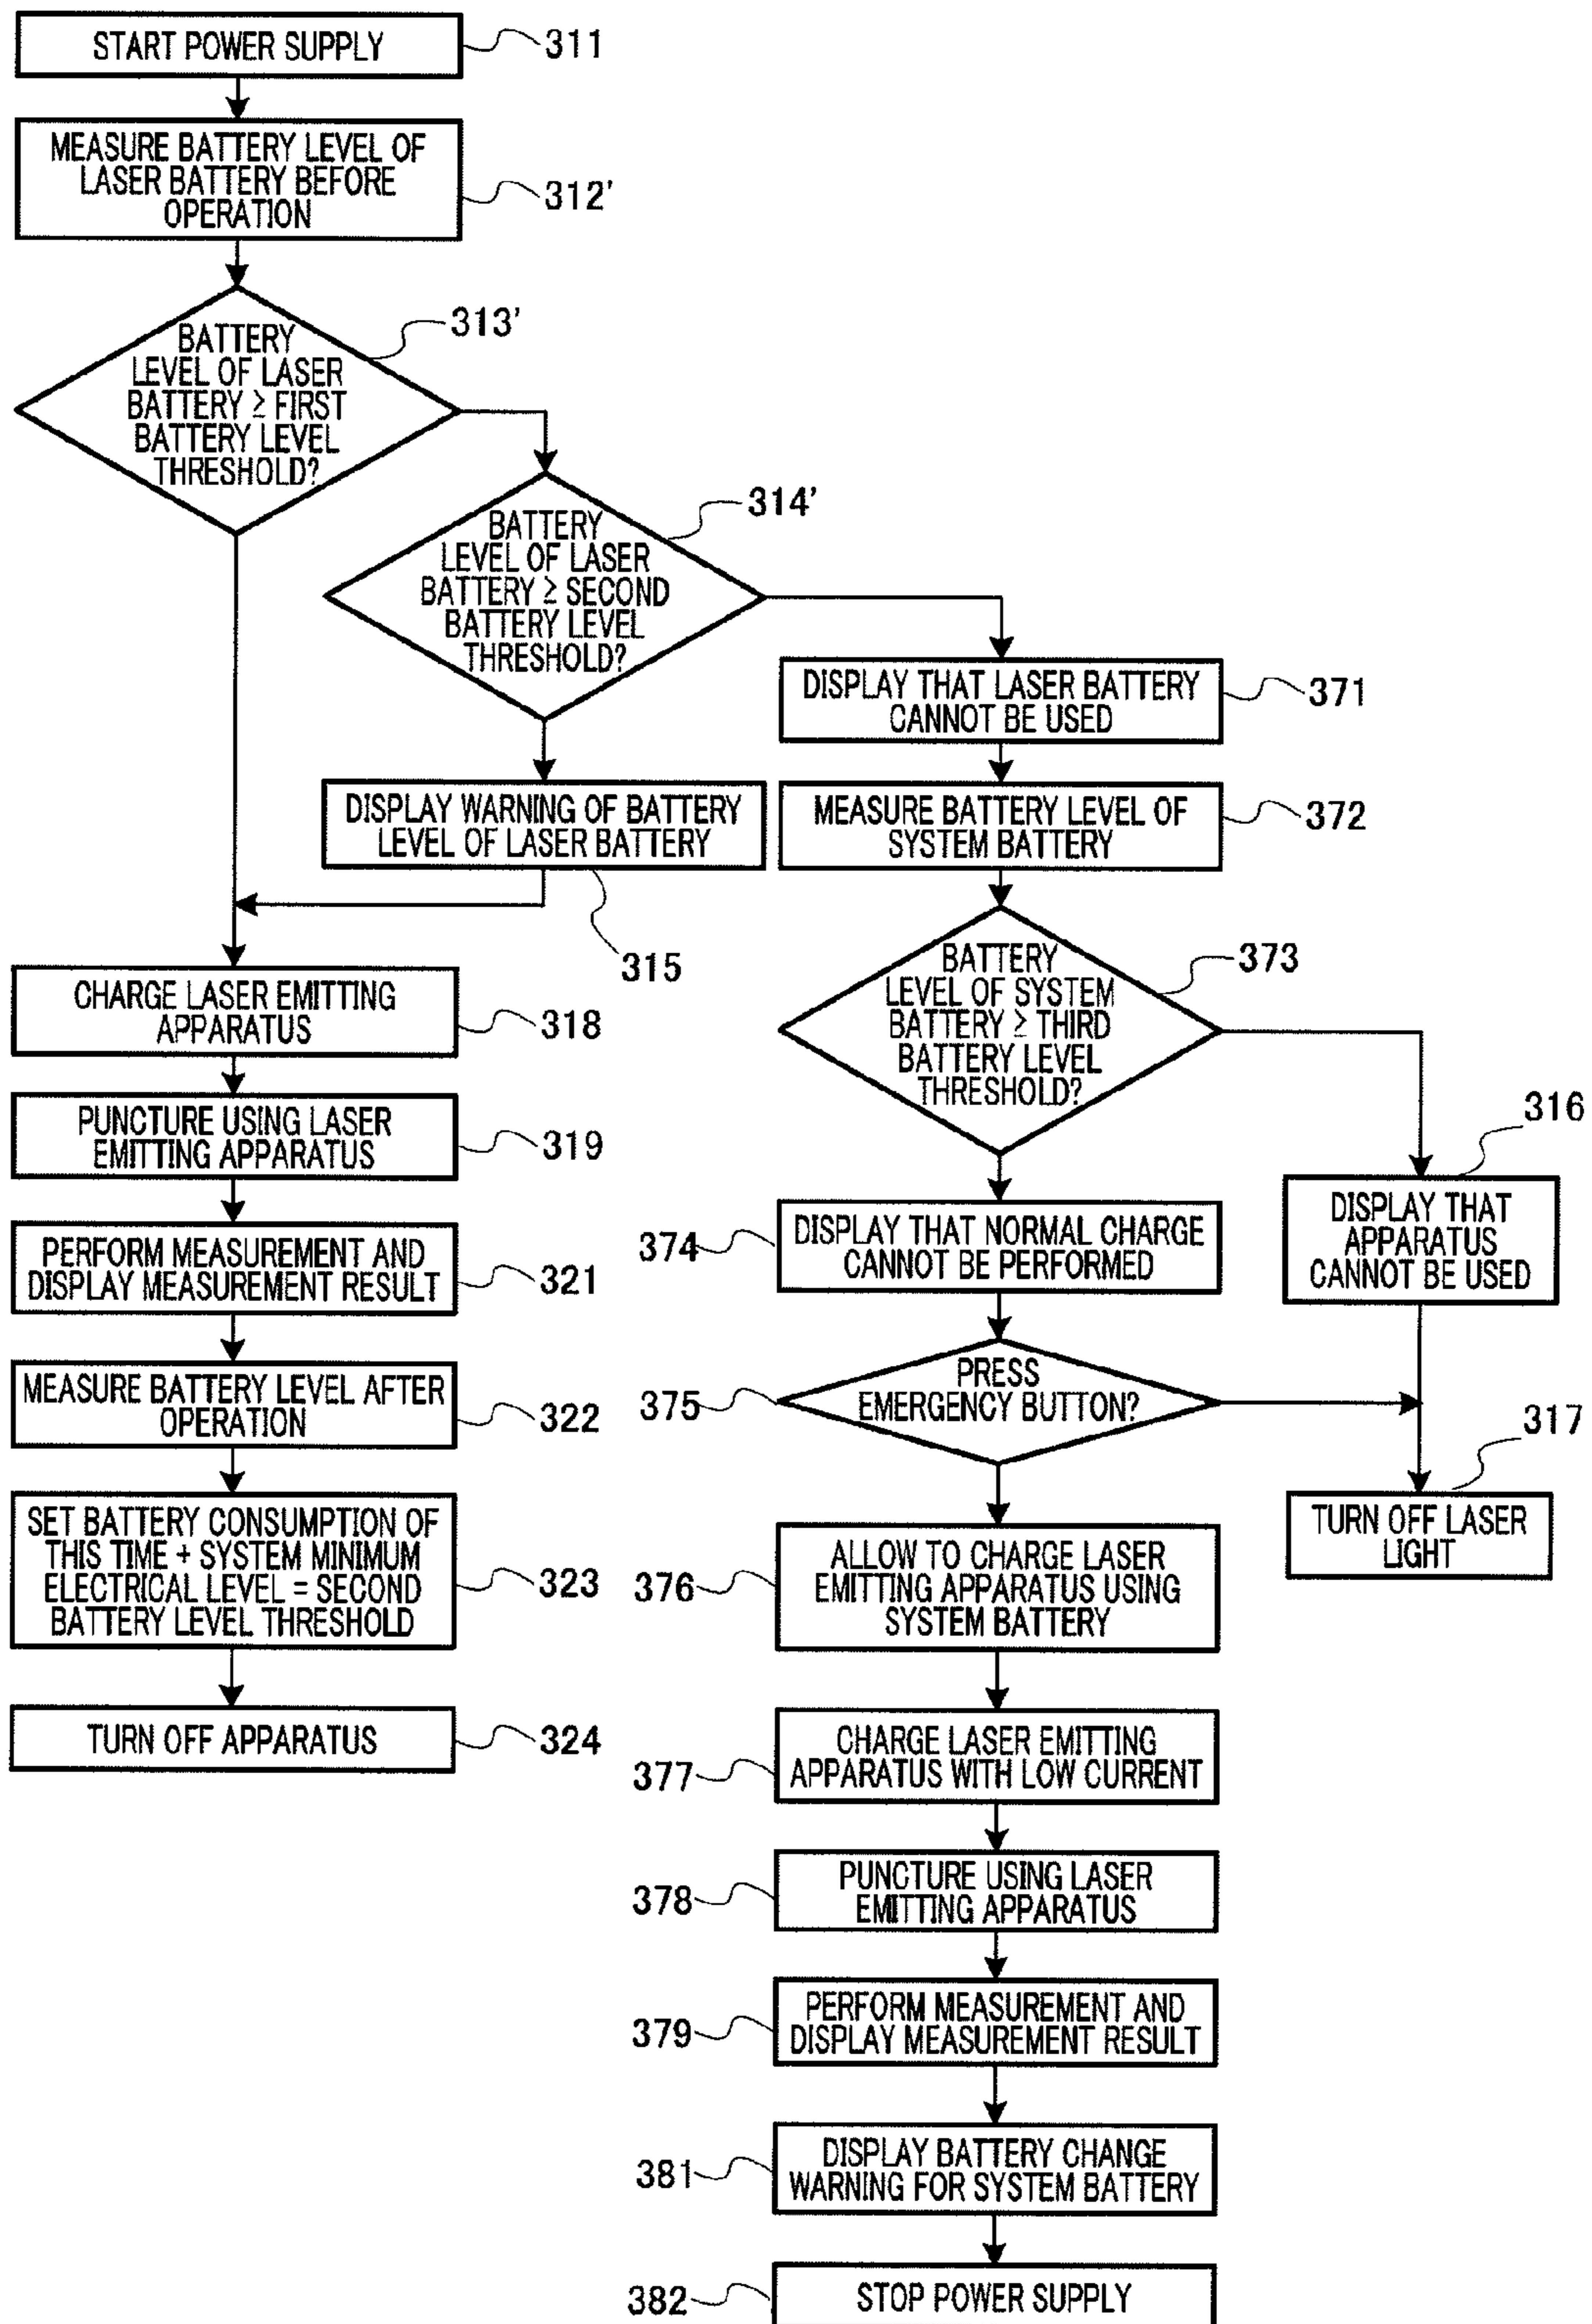 START POWER SUPPLY
311
MEASURE BATTERY LEVEL OF
LASER BATTERY BEFORE
OPERATION
312'
BATTERY
LEVEL OF LASER
BATTERY ≥ FIRST
BATTERY LEVEL
THRESHOLD?
313'
BATTERY
LEVEL OF LASER
BATTERY ≥ SECOND
BATTERY LEVEL
THRESHOLD?
314'
DISPLAY WARNING OF BATTERY
LEVEL OF LASER BATTERY
315
CHARGE LASER EMITTING
APPARATUS
318
PUNCTURE USING LASER
EMITTING APPARATUS
319
PERFORM MEASUREMENT AND
DISPLAY MEASUREMENT RESULT
321
MEASURE BATTERY LEVEL AFTER
OPERATION
322
SET BATTERY CONSUMPTION OF
THIS TIME + SYSTEM MINIMUM
ELECTRICAL LEVEL = SECOND
BATTERY LEVEL THRESHOLD
323
TURN OFF APPARATUS
324
DISPLAY THAT LASER BATTERY
CANNOT BE USED
371
MEASURE BATTERY LEVEL OF
SYSTEM BATTERY
372
BATTERY
LEVEL OF SYSTEM
BATTERY ≥ THIRD
BATTERY LEVEL
THRESHOLD?
373
316
DISPLAY THAT
APPARATUS
CANNOT BE USED
317
TURN OFF LASER
LIGHT
374
DISPLAY THAT NORMAL CHARGE
CANNOT BE PERFORMED
375
PRESS
EMERGENCY BUTTON?
376
ALLOW TO CHARGE LASER
EMITTING APPARATUS USING
SYSTEM BATTERY
377
CHARGE LASER EMITTING
APPARATUS WITH LOW CURRENT
378
PUNCTURE USING LASER
EMITTING APPARATUS
379
PERFORM MEASUREMENT AND
DISPLAY MEASUREMENT RESULT
381
DISPLAY BATTERY CHANGE
WARNING FOR SYSTEM BATTERY
382
STOP POWER SUPPLY